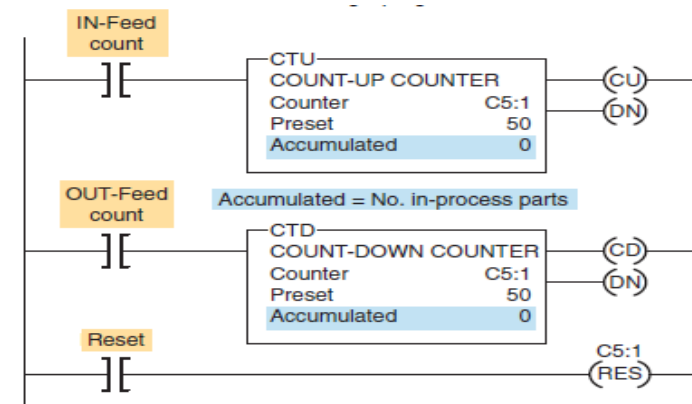 IN-Feed
count
CTU
COUNT-UP COUNTER
Counter C5:1
Preset 50
Accumulated 0
CU
DN
OUT-Feed
count
Accumulated = No. in-process parts
CTD
COUNT-DOWN COUNTER
Counter C5:1
Preset 50
Accumulated 0
CD
DN
Reset
C5:1
RES